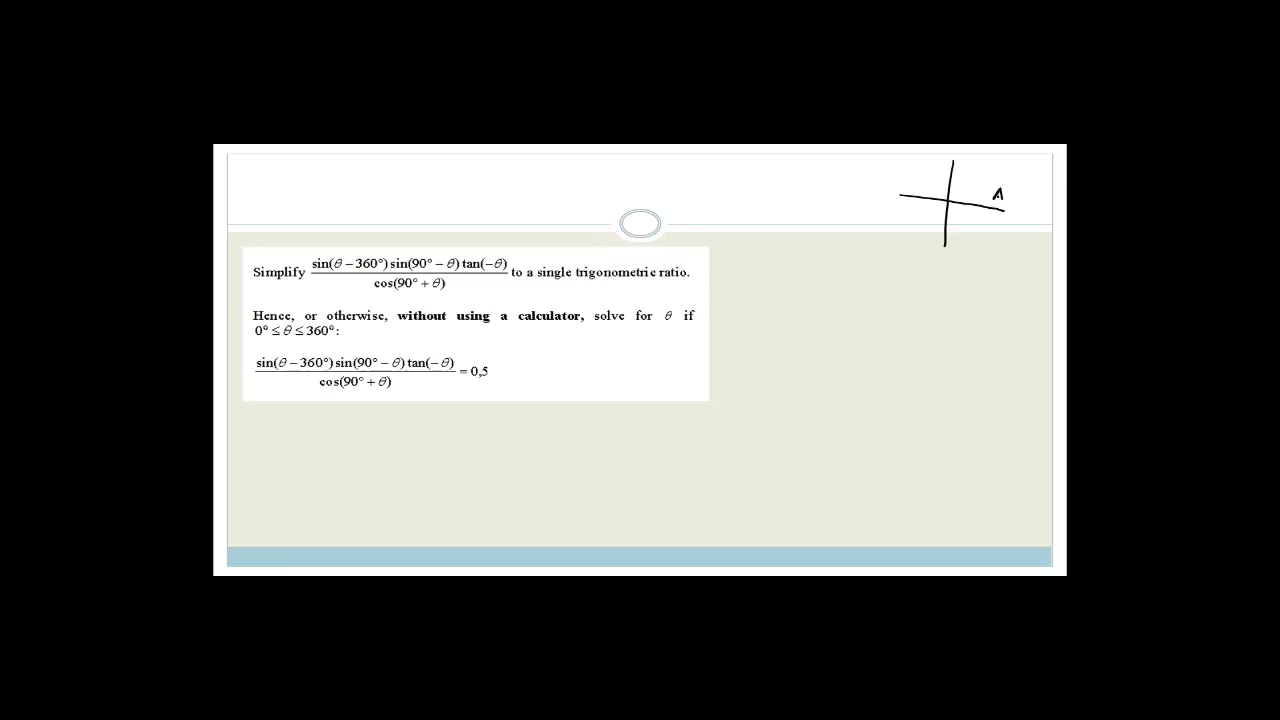 A
Simplify sin(θ − 360°) sin(90° − θ) tan(−θ) / cos(90° + θ) to a single trigonometric ratio.
Hence, or otherwise, without using a calculator, solve for θ if
0° ≤ θ ≤ 360°:
sin(θ − 360°) sin(90° − θ) tan(−θ) / cos(90° + θ) = 0,5